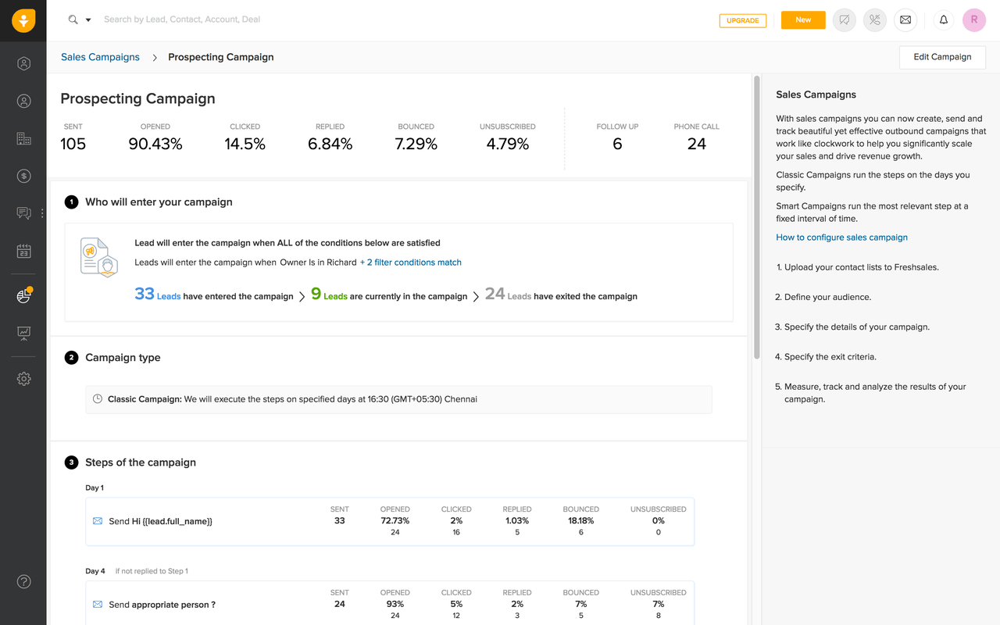 Search by Lead, Contact, Account, Deal
UPGRADE
New
R
Sales Campaigns > Prospecting Campaign
Edit Campaign
Prospecting Campaign
SENT OPENED CLICKED REPLIED BOUNCED UNSUBSCRIBED FOLLOW UP PHONE CALL
105 90.43% 14.5% 6.84% 7.29% 4.79% 6 24
1 Who will enter your campaign
Lead will enter the campaign when ALL of the conditions below are satisfied
Leads will enter the campaign when Owner Is in Richard + 2 filter conditions match
33 Leads have entered the campaign > 9 Leads are currently in the campaign > 24 Leads have exited the campaign
2 Campaign type
Classic Campaign: We will execute the steps on specified days at 16:30 (GMT+05:30) Chennai
3 Steps of the campaign
Day 1
SENT OPENED CLICKED REPLIED BOUNCED UNSUBSCRIBED
Send Hi {{lead.full_name}} 33 72.73% 2% 1.03% 18.18% 0%
24 16 5 6 0
Day 4 if not replied to Step 1
SENT OPENED CLICKED REPLIED BOUNCED UNSUBSCRIBED
Send appropriate person ? 24 93% 5% 2% 7% 7%
24 12 3 5 8
Sales Campaigns
With sales campaigns you can now create, send and
track beautiful yet effective outbound campaigns that
work like clockwork to help you significantly scale
your sales and drive revenue growth.
Classic Campaigns run the steps on the days you
specify.
Smart Campaigns run the most relevant step at a
fixed interval of time.
How to configure sales campaign
1. Upload your contact lists to Freshsales.
2. Define your audience.
3. Specify the details of your campaign.
4. Specify the exit criteria.
5. Measure, track and analyze the results of your
campaign.
23
?